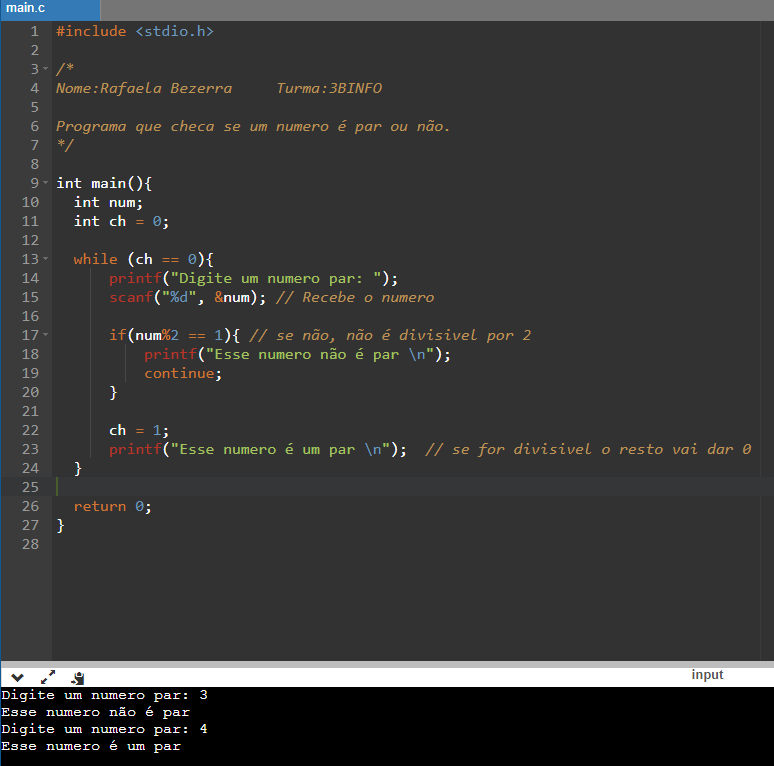 main.c
1 #include <stdio.h>
2
3 /*
4 Nome:Rafaela Bezerra     Turma:3BINFO
5
6 Programa que checa se um numero é par ou não.
7 */
8
9 int main(){
10   int num;
11   int ch = 0;
12
13   while (ch == 0){
14       printf("Digite um numero par: ");
15       scanf("%d", &num); // Recebe o numero
16
17       if(num%2 == 1){ // se não, não é divisivel por 2
18           printf("Esse numero não é par \n");
19           continue;
20       }
21
22       ch = 1;
23       printf("Esse numero é um par \n");  // se for divisivel o resto vai dar 0
24   }
25
26   return 0;
27 }
28
input
Digite um numero par: 3
Esse numero não é par
Digite um numero par: 4
Esse numero é um par